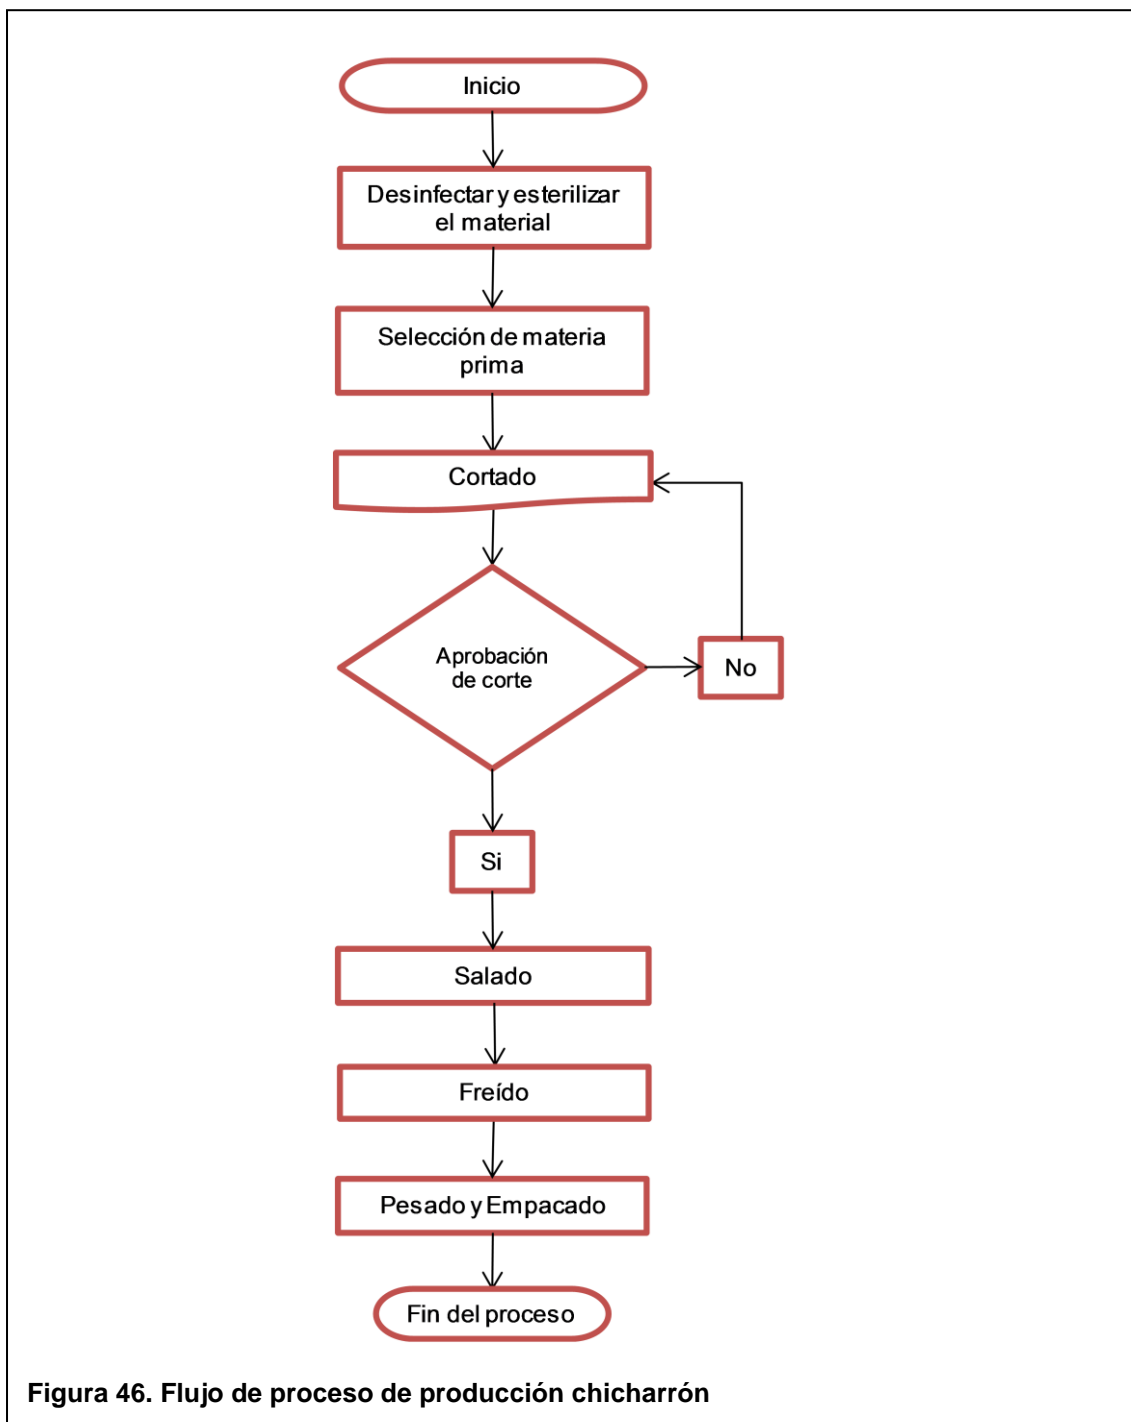 Inicio
Desinfectar y esterilizar
el material
Selección de materia
prima
Cortado
Aprobación
de corte
No
Si
Salado
Freído
Pesado y Empacado
Fin del proceso
Figura 46. Flujo de proceso de producción chicharrón